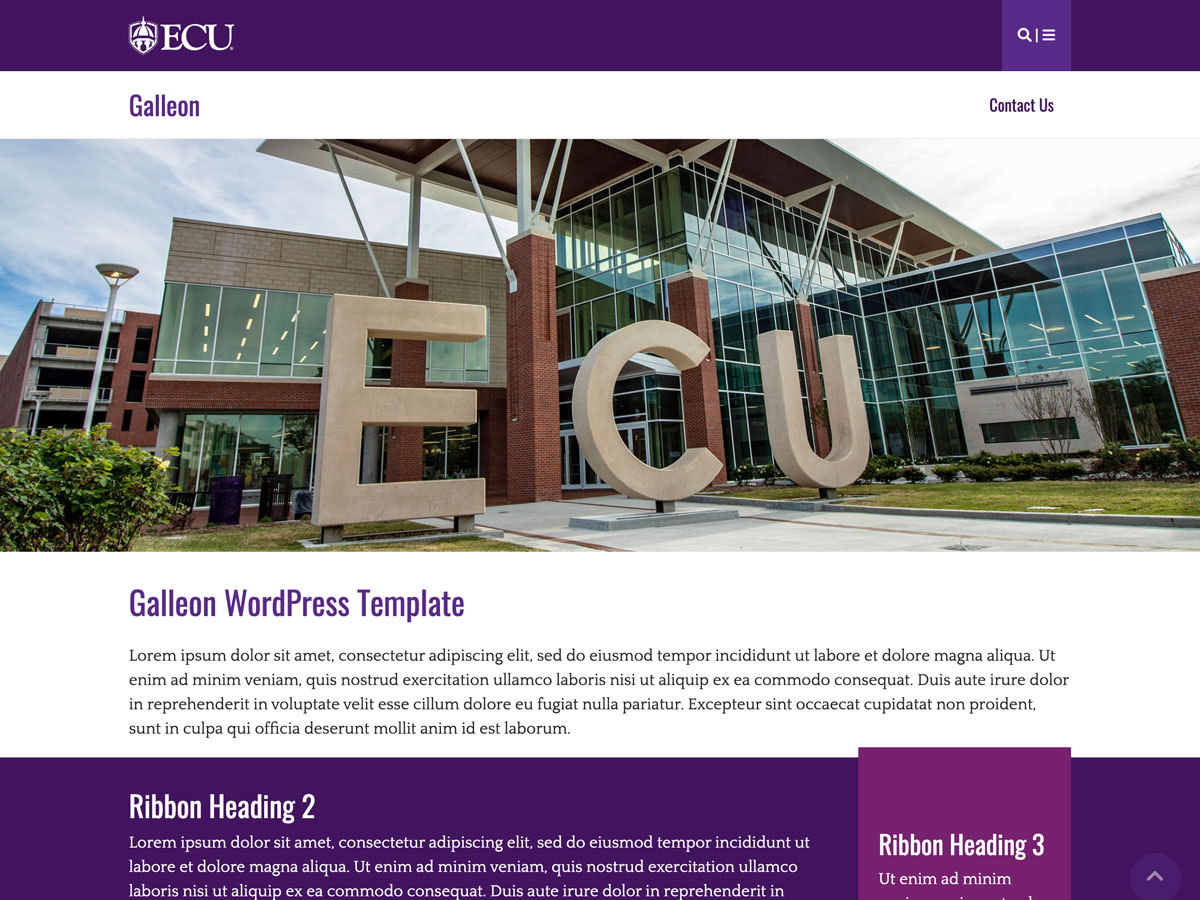 ECU
Galleon
Contact Us
ECU
Galleon WordPress Template
Lorem ipsum dolor sit amet, consectetur adipiscing elit, sed do eiusmod tempor incididunt ut labore et dolore magna aliqua. Ut
enim ad minim veniam, quis nostrud exercitation ullamco laboris nisi ut aliquip ex ea commodo consequat. Duis aute irure dolor
in reprehenderit in voluptate velit esse cillum dolore eu fugiat nulla pariatur. Excepteur sint occaecat cupidatat non proident,
sunt in culpa qui officia deserunt mollit anim id est laborum.
Ribbon Heading 2
Lorem ipsum dolor sit amet, consectetur adipiscing elit, sed do eiusmod tempor incididunt ut
labore et dolore magna aliqua. Ut enim ad minim veniam, quis nostrud exercitation ullamco
laboris nisi ut aliquip ex ea commodo consequat. Duis aute irure dolor in reprehenderit in
Ribbon Heading 3
Ut enim ad minim